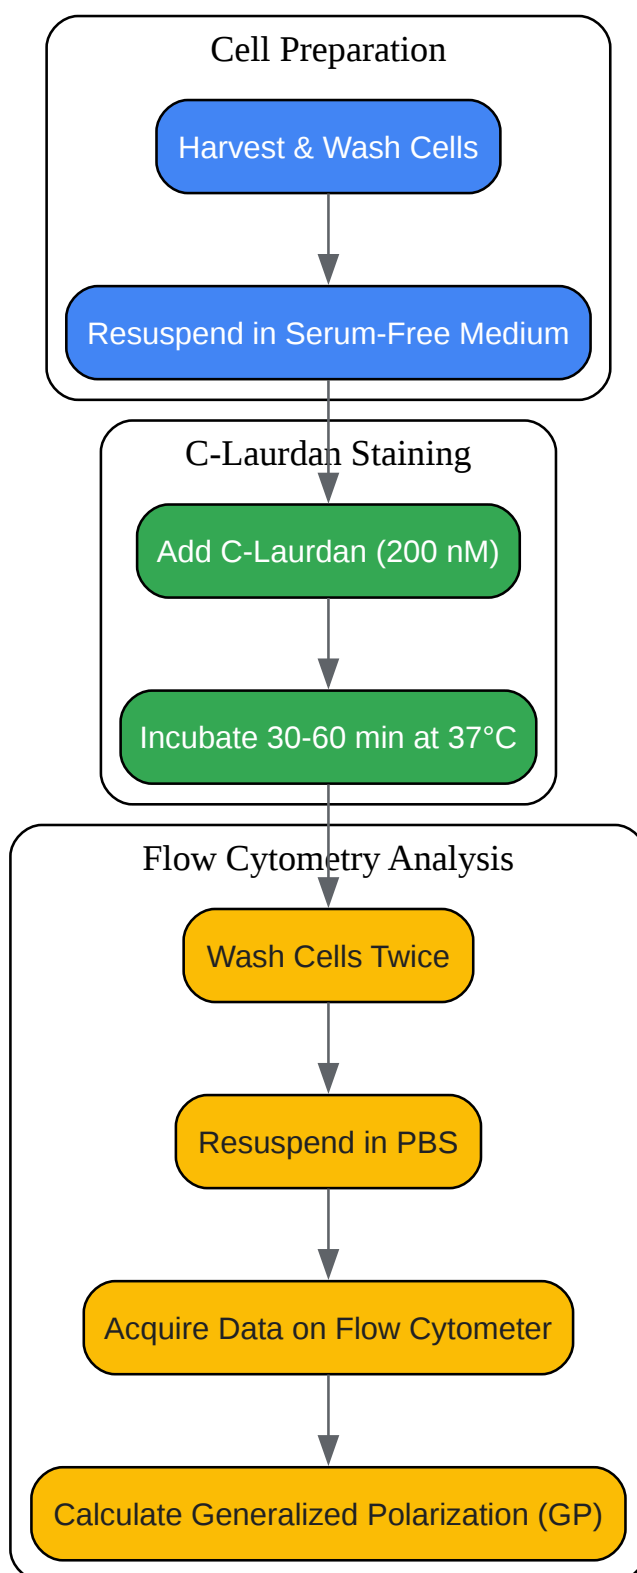 Cell Preparation
Harvest & Wash Cells
Resuspend in Serum-Free Medium
C-Laurdan Staining
Add C-Laurdan (200 nM)
Incubate 30-60 min at 37°C
Flow Cytometry Analysis
Wash Cells Twice
Resuspend in PBS
Acquire Data on Flow Cytometer
Calculate Generalized Polarization (GP)